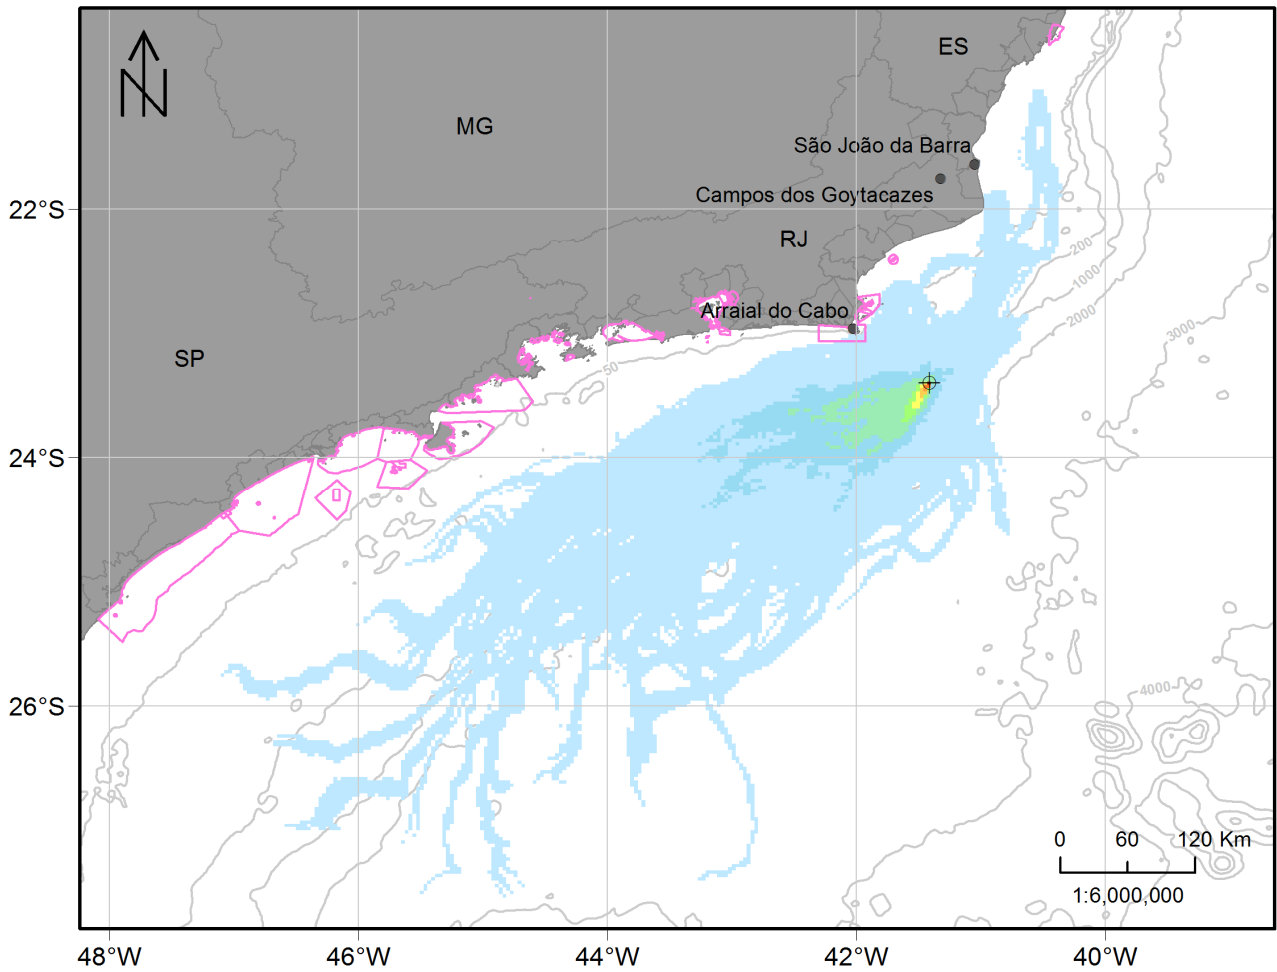 N
ES
MG
São João da Barra
Campos dos Goytacazes
22°S
RJ
200
1000
2000
3000
Arraial do Cabo
SP
50
24°S
4000
26°S
0 60 120 Km
1:6,000,000
48°W 46°W 44°W 42°W 40°W